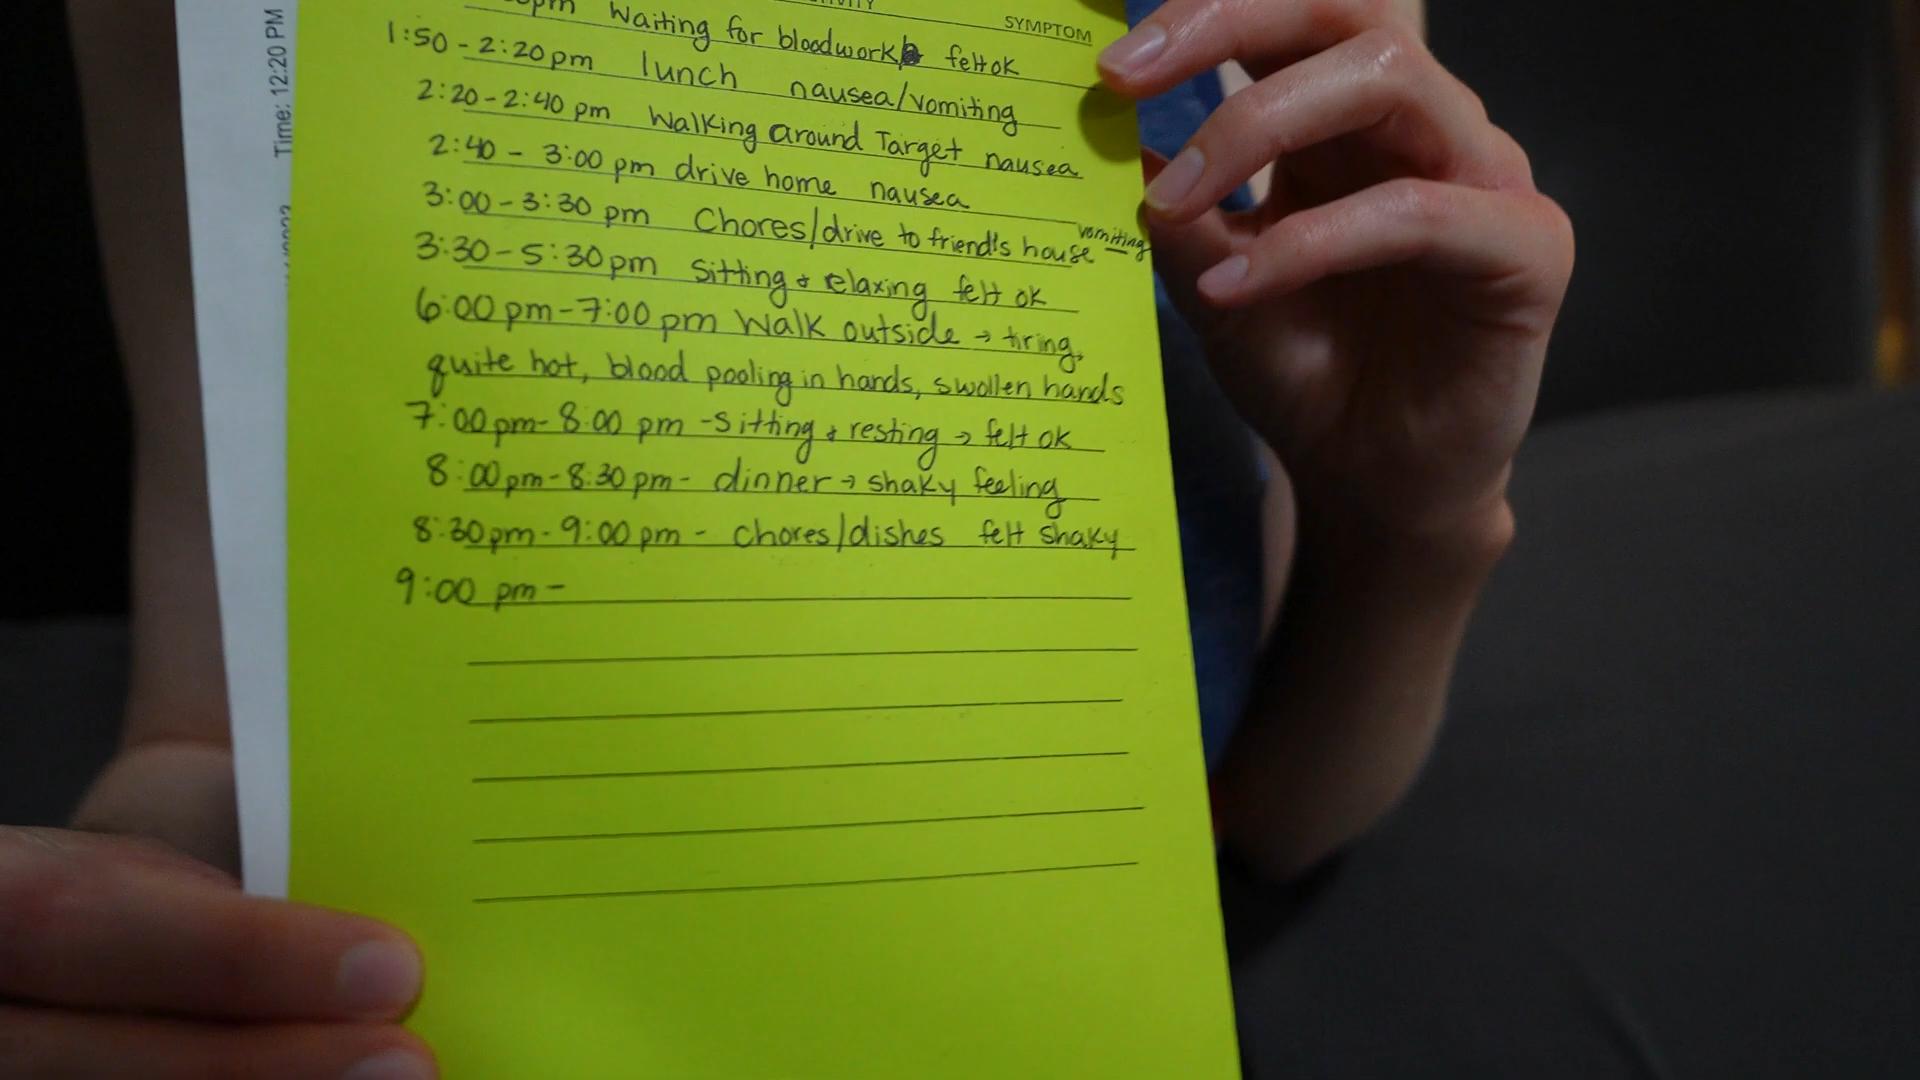 SYMPTOM
pm Waiting for bloodwork felt ok
1:50 - 2:20 pm lunch nausea/vomiting
2:20 - 2:40 pm Walking around Target nausea
2:40 - 3:00 pm drive home nausea
3:00 - 3:30 pm Chores/drive to friend's house vomiting
3:30 - 5:30 pm Sitting + relaxing felt ok
6:00 pm - 7:00 pm Walk outside → tiring,
quite hot, blood pooling in hands, swollen hands
7:00 pm - 8:00 pm - Sitting + resting → felt ok
8:00 pm - 8:30 pm - dinner → shaky feeling
8:30 pm - 9:00 pm - chores/dishes felt shaky
9:00 pm -
Time: 12:20 PM